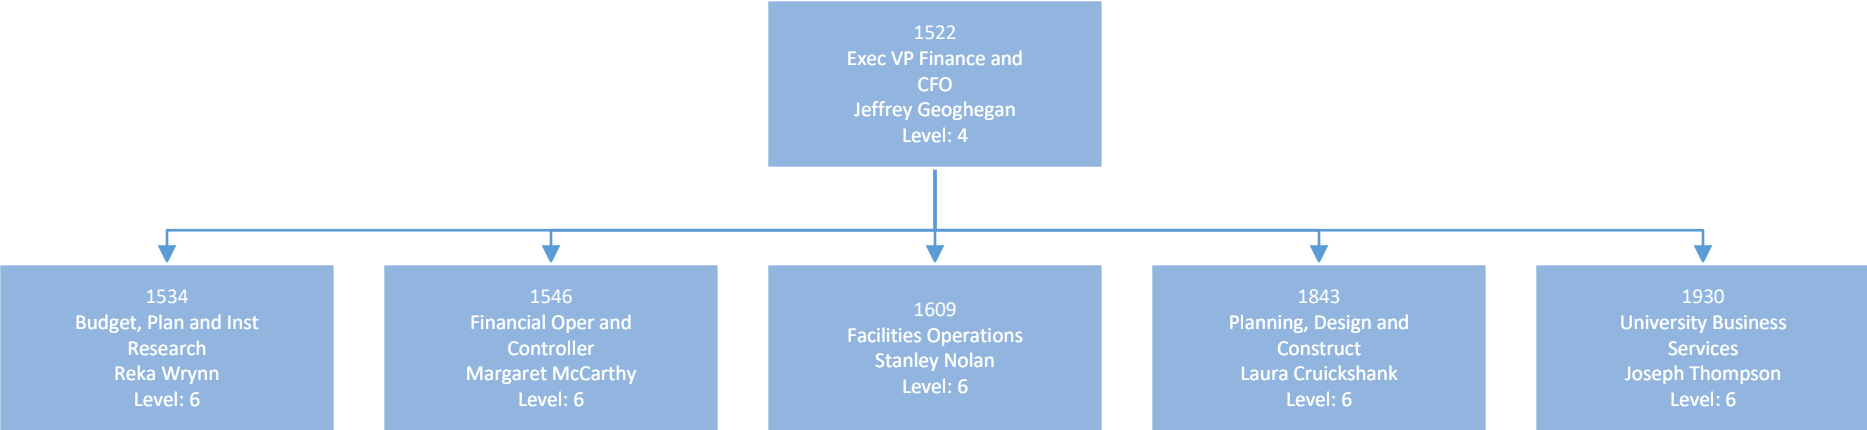 1522
Exec VP Finance and
CFO
Jeffrey Geoghegan
Level: 4
1534
Budget, Plan and Inst
Research
Reka Wrynn
Level: 6
1546
Financial Oper and
Controller
Margaret McCarthy
Level: 6
1609
Facilities Operations
Stanley Nolan
Level: 6
1843
Planning, Design and
Construct
Laura Cruickshank
Level: 6
1930
University Business
Services
Joseph Thompson
Level: 6